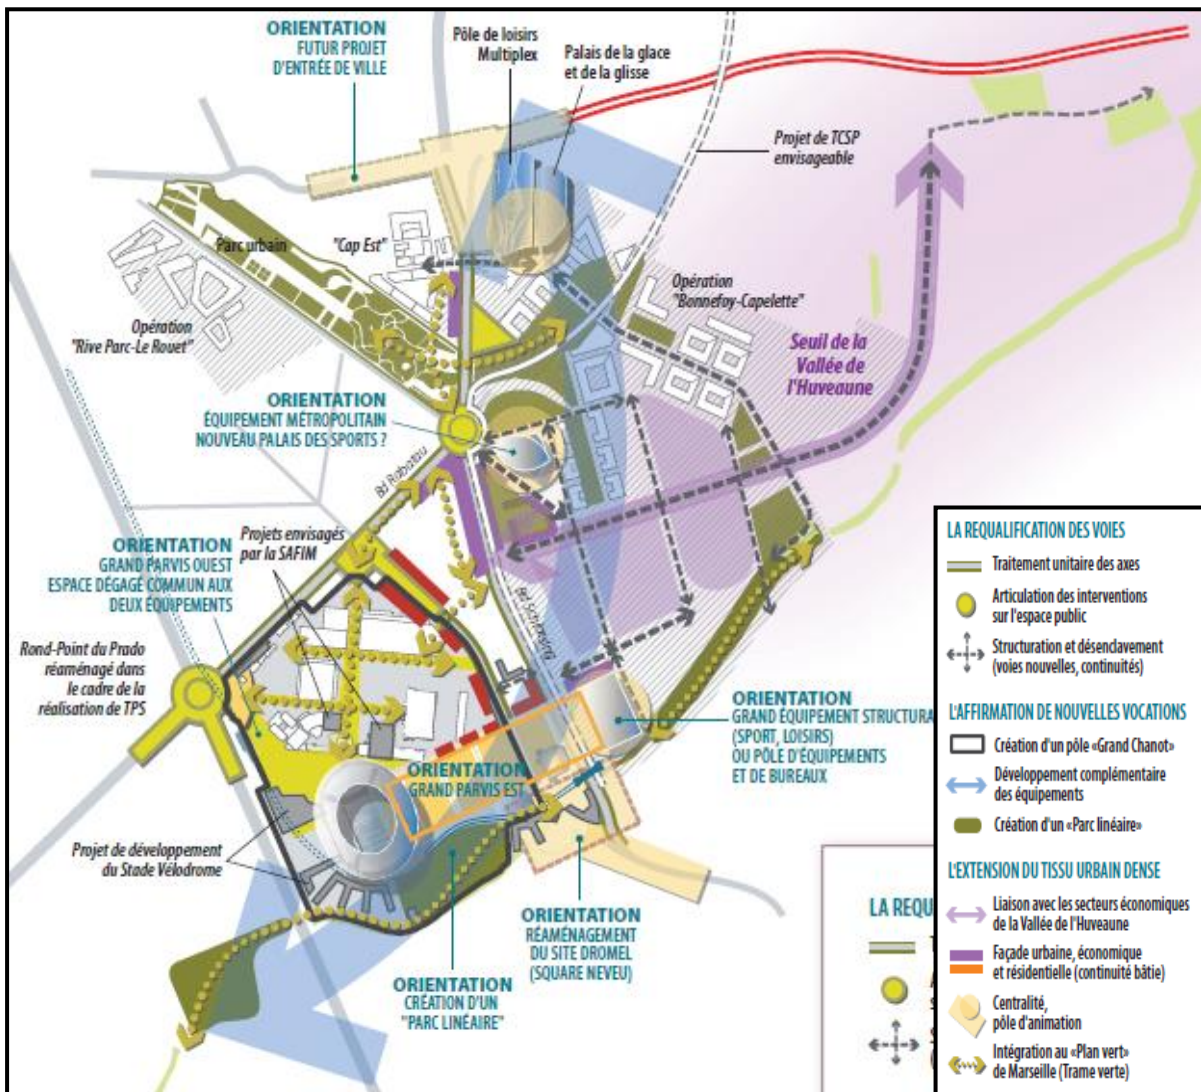 ORIENTATION
FUTUR PROJET
D'ENTRÉE DE VILLE
Pôle de loisirs
Multiplex
Palais de la glace
et de la glisse
Projet de TCSP
envisageable
Parc urbain
"Cap Est"
Opération
"Bonnefoy-Capelette"
Opération
"Rive Parc-Le Rouet"
Seuil de la
Vallée de
l'Huveaune
ORIENTATION
ÉQUIPEMENT MÉTROPOLITAIN
NOUVEAU PALAIS DES SPORTS ?
Bd Rabatau
Projets envisagés
par la SAFIM
ORIENTATION
GRAND PARVIS OUEST
ESPACE DÉGAGÉ COMMUN AUX
DEUX ÉQUIPEMENTS
Bd Schloesing
Rond-Point du Prado
réaménagé dans
le cadre de la
réalisation de TPS
ORIENTATION
GRAND ÉQUIPEMENT STRUCTURA
(SPORT, LOISIRS)
OU PÔLE D'ÉQUIPEMENTS
ET DE BUREAUX
ORIENTATION
GRAND PARVIS EST
Projet de développement
du Stade Vélodrome
ORIENTATION
RÉAMÉNAGEMENT
DU SITE DROMEL
(SQUARE NEVEU)
ORIENTATION
CRÉATION D'UN
"PARC LINÉAIRE"
LA REQU
LA REQUALIFICATION DES VOIES
Traitement unitaire des axes
Articulation des interventions
sur l'espace public
Structuration et désenclavement
(voies nouvelles, continuités)
L'AFFIRMATION DE NOUVELLES VOCATIONS
Création d'un pôle «Grand Chanot»
Développement complémentaire
des équipements
Création d'un «Parc linéaire»
L'EXTENSION DU TISSU URBAIN DENSE
Liaison avec les secteurs économiques
de la Vallée de l'Huveaune
Façade urbaine, économique
et résidentielle (continuité bâtie)
Centralité,
pôle d'animation
Intégration au «Plan vert»
de Marseille (Trame verte)